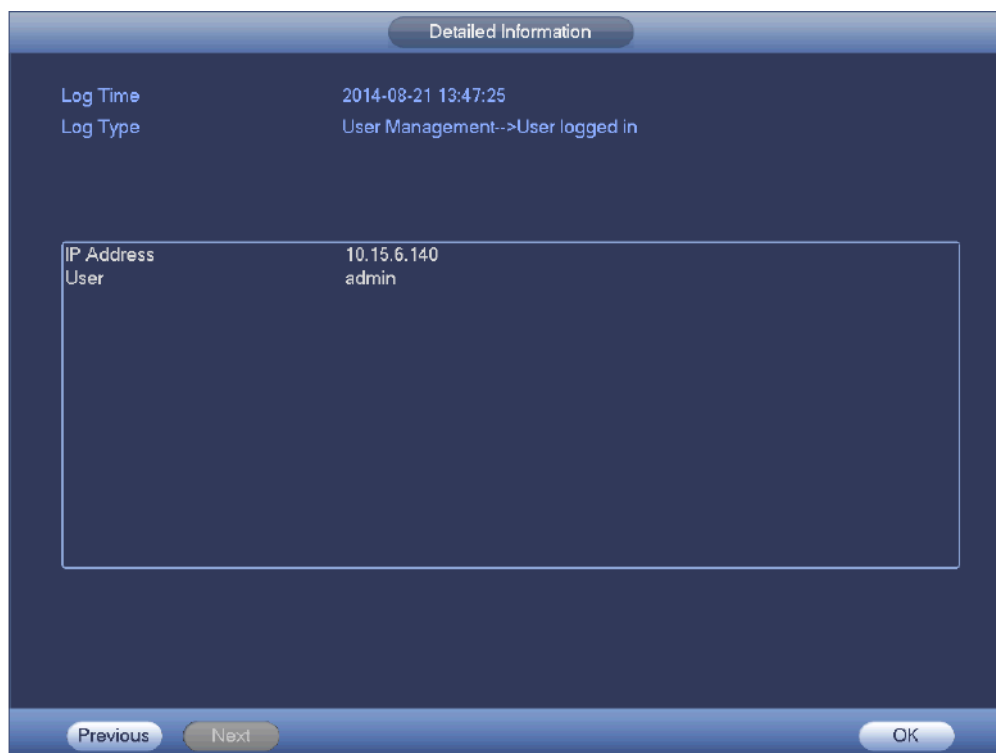 Detailed Information
Log Time 2014-08-21 13:47:25
Log Type User Management-->User logged in
IP Address 10.15.6.140
User admin
Previous Next OK